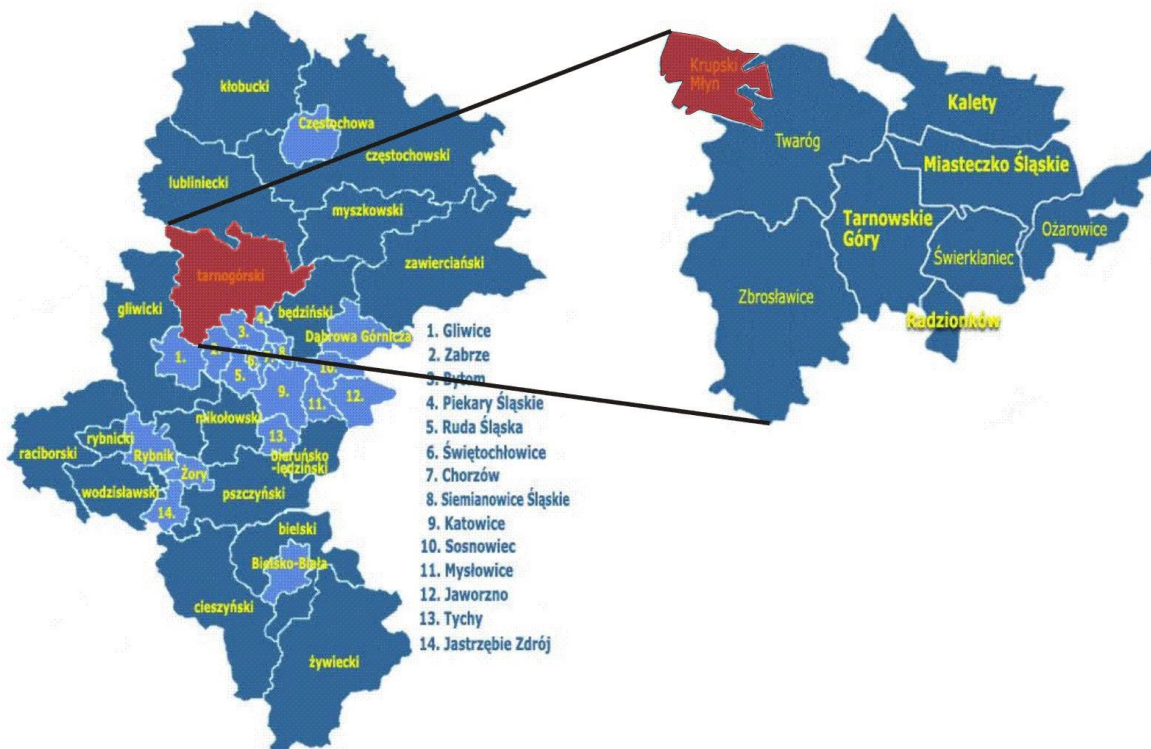 kłobucki
Częstochowa
częstochowski
lubliniecki
myszkowski
zawierciański
tarnogórski
gliwicki
będziński
Dąbrowa Górnicza
4.
3.
1.
2.
8.
7.
6.
5.
10.
9.
11.
12.
mikołowski
13.
bieruńsko
-lędziński
rybnicki
raciborski
Rybnik
Żory
wodzisławski
pszczyński
14.
bielski
Bielsko-Biała
cieszyński
żywiecki
1. Gliwice
2. Zabrze
3. Bytom
4. Piekary Śląskie
5. Ruda Śląska
6. Świętochłowice
7. Chorzów
8. Siemianowice Śląskie
9. Katowice
10. Sosnowiec
11. Mysłowice
12. Jaworzno
13. Tychy
14. Jastrzębie Zdrój
Krupski
Młyn
Kalety
Twaróg
Miasteczko Śląskie
Tarnowskie
Góry
Ożarowice
Świerklaniec
Zbrosławice
Radzionków